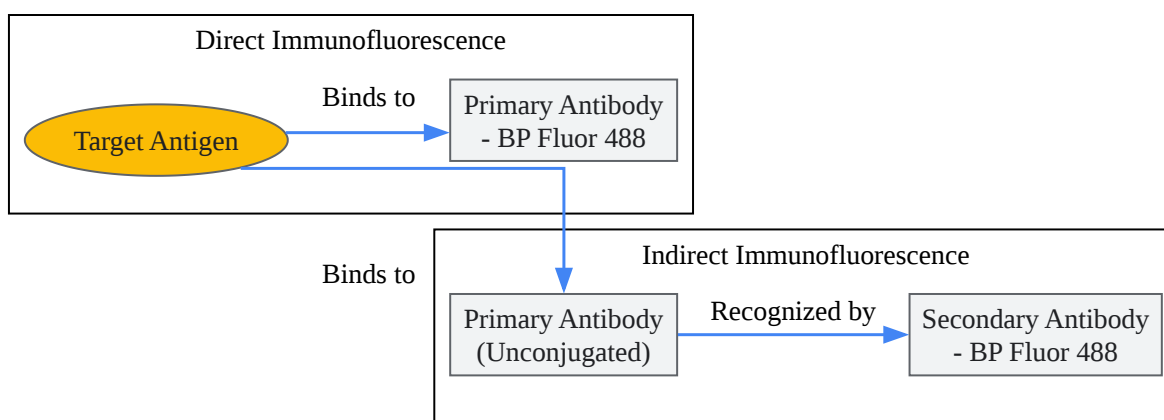 Direct Immunofluorescence
Binds to
Primary Antibody
- BP Fluor 488
Target Antigen
Indirect Immunofluorescence
Binds to
Primary Antibody
(Unconjugated)
Recognized by
Secondary Antibody
- BP Fluor 488